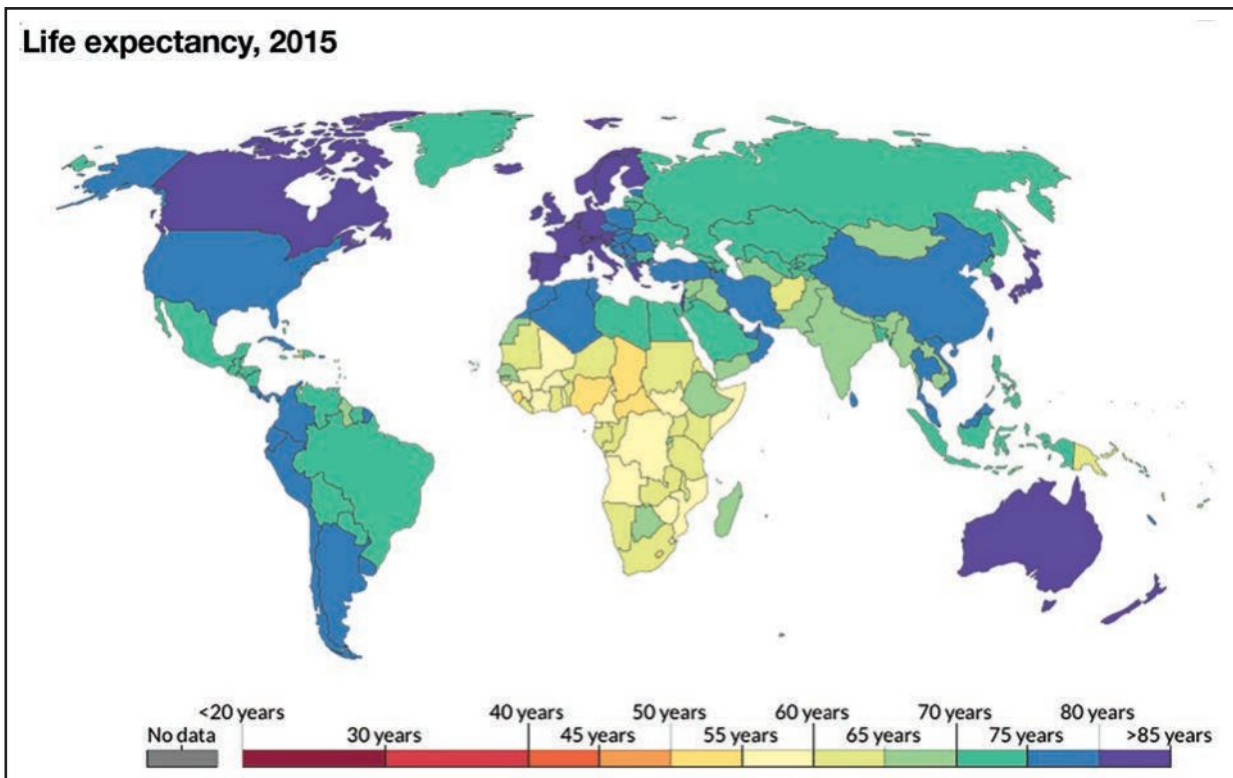 Life expectancy, 2015
<20 years 40 years 50 years 60 years 70 years 80 years
No data 30 years 45 years 55 years 65 years 75 years >85 years